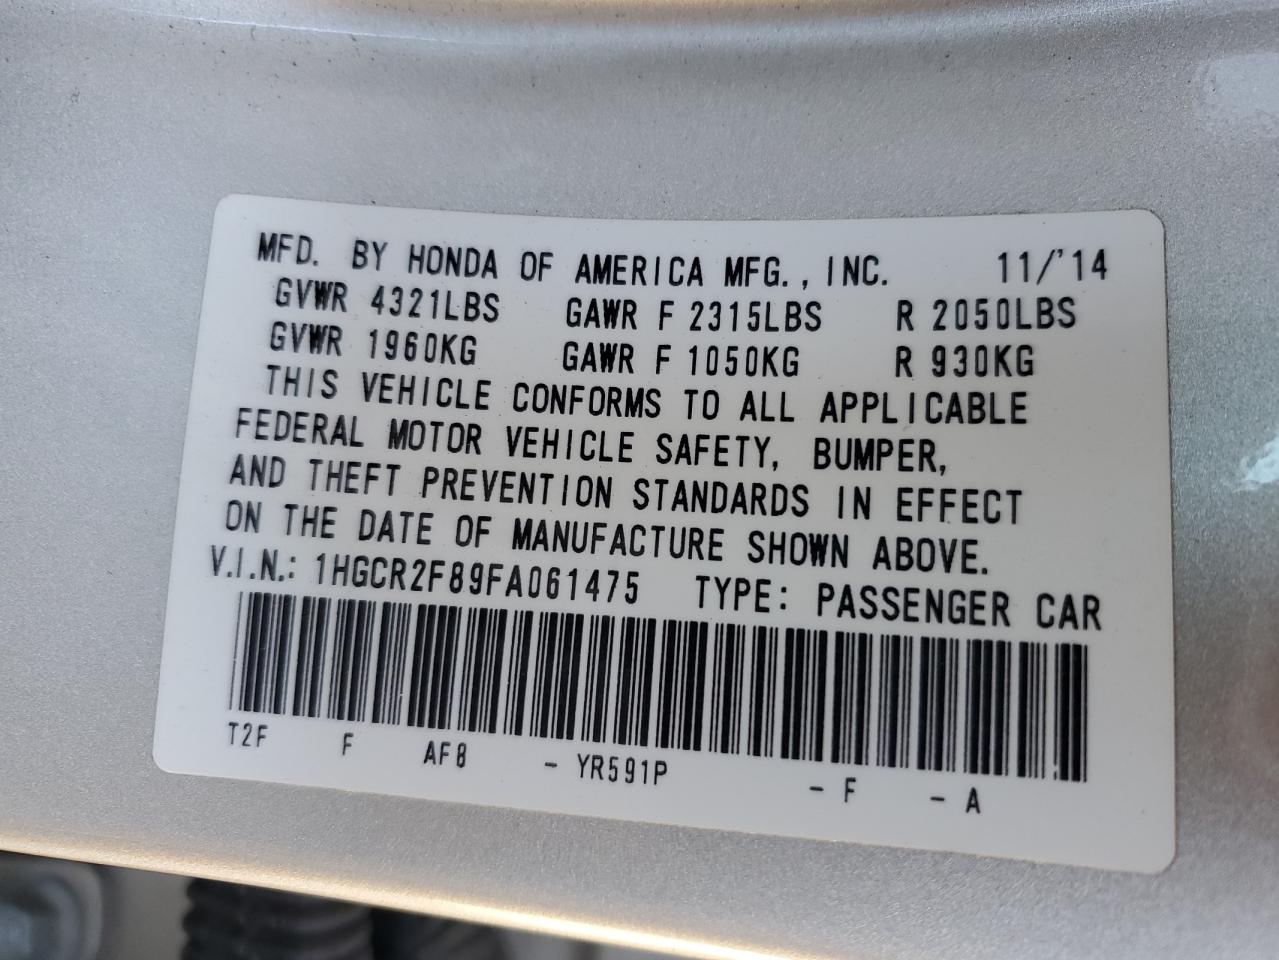 MFD. BY HONDA OF AMERICA MFG., INC. 11/'14
GVWR 4321LBS GAWR F 2315LBS R 2050LBS
GVWR 1960KG GAWR F 1050KG R 930KG
THIS VEHICLE CONFORMS TO ALL APPLICABLE
FEDERAL MOTOR VEHICLE SAFETY, BUMPER,
AND THEFT PREVENTION STANDARDS IN EFFECT
ON THE DATE OF MANUFACTURE SHOWN ABOVE.
V.I.N.: 1HGCR2F89FA061475 TYPE: PASSENGER CAR
T2F F AF8 - YR591P - F - A